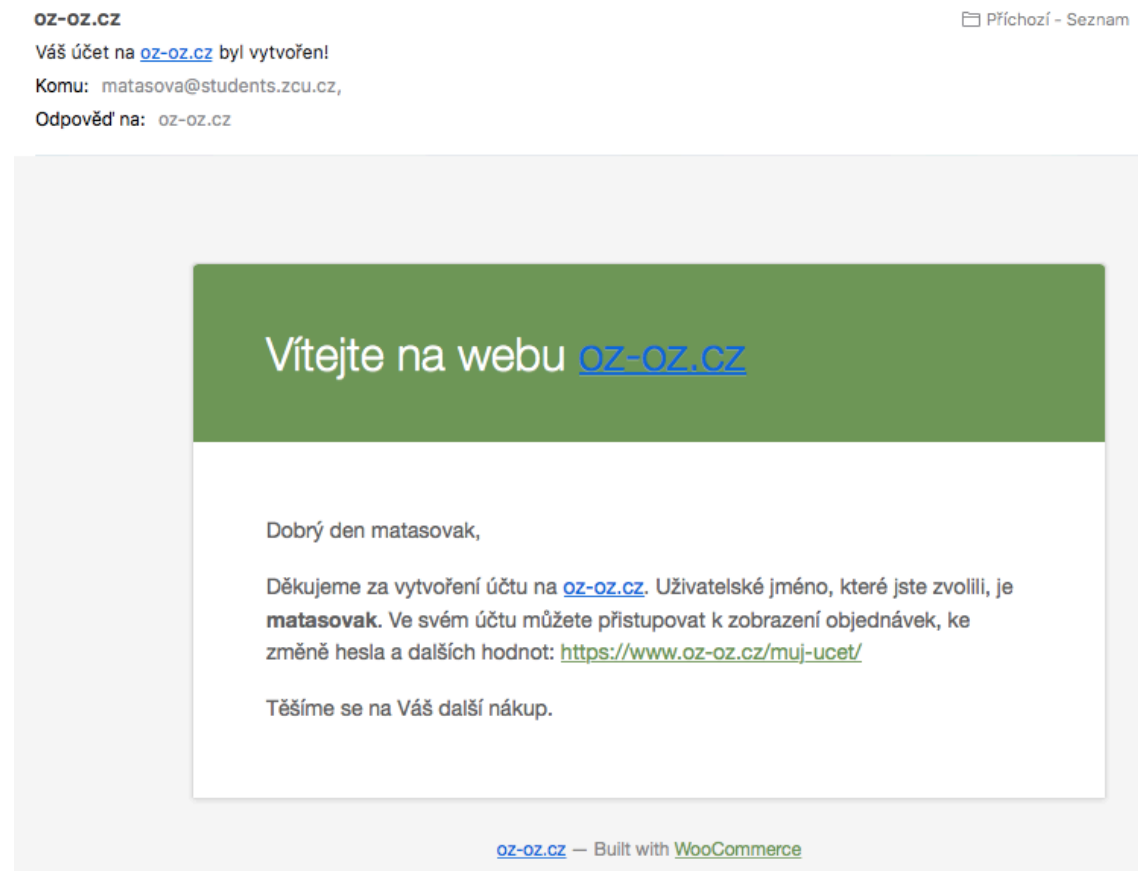 oz-oz.cz
Příchozí - Seznam
Váš účet na oz-oz.cz byl vytvořen!
Komu: matasova@students.zcu.cz,
Odpověď na: oz-oz.cz
Vítejte na webu oz-oz.cz
Dobrý den matasovak,
Děkujeme za vytvoření účtu na oz-oz.cz. Uživatelské jméno, které jste zvolili, je
matasovak. Ve svém účtu můžete přistupovat k zobrazení objednávek, ke
změně hesla a dalších hodnot: https://www.oz-oz.cz/muj-ucet/
Těšíme se na Váš další nákup.
oz-oz.cz — Built with WooCommerce